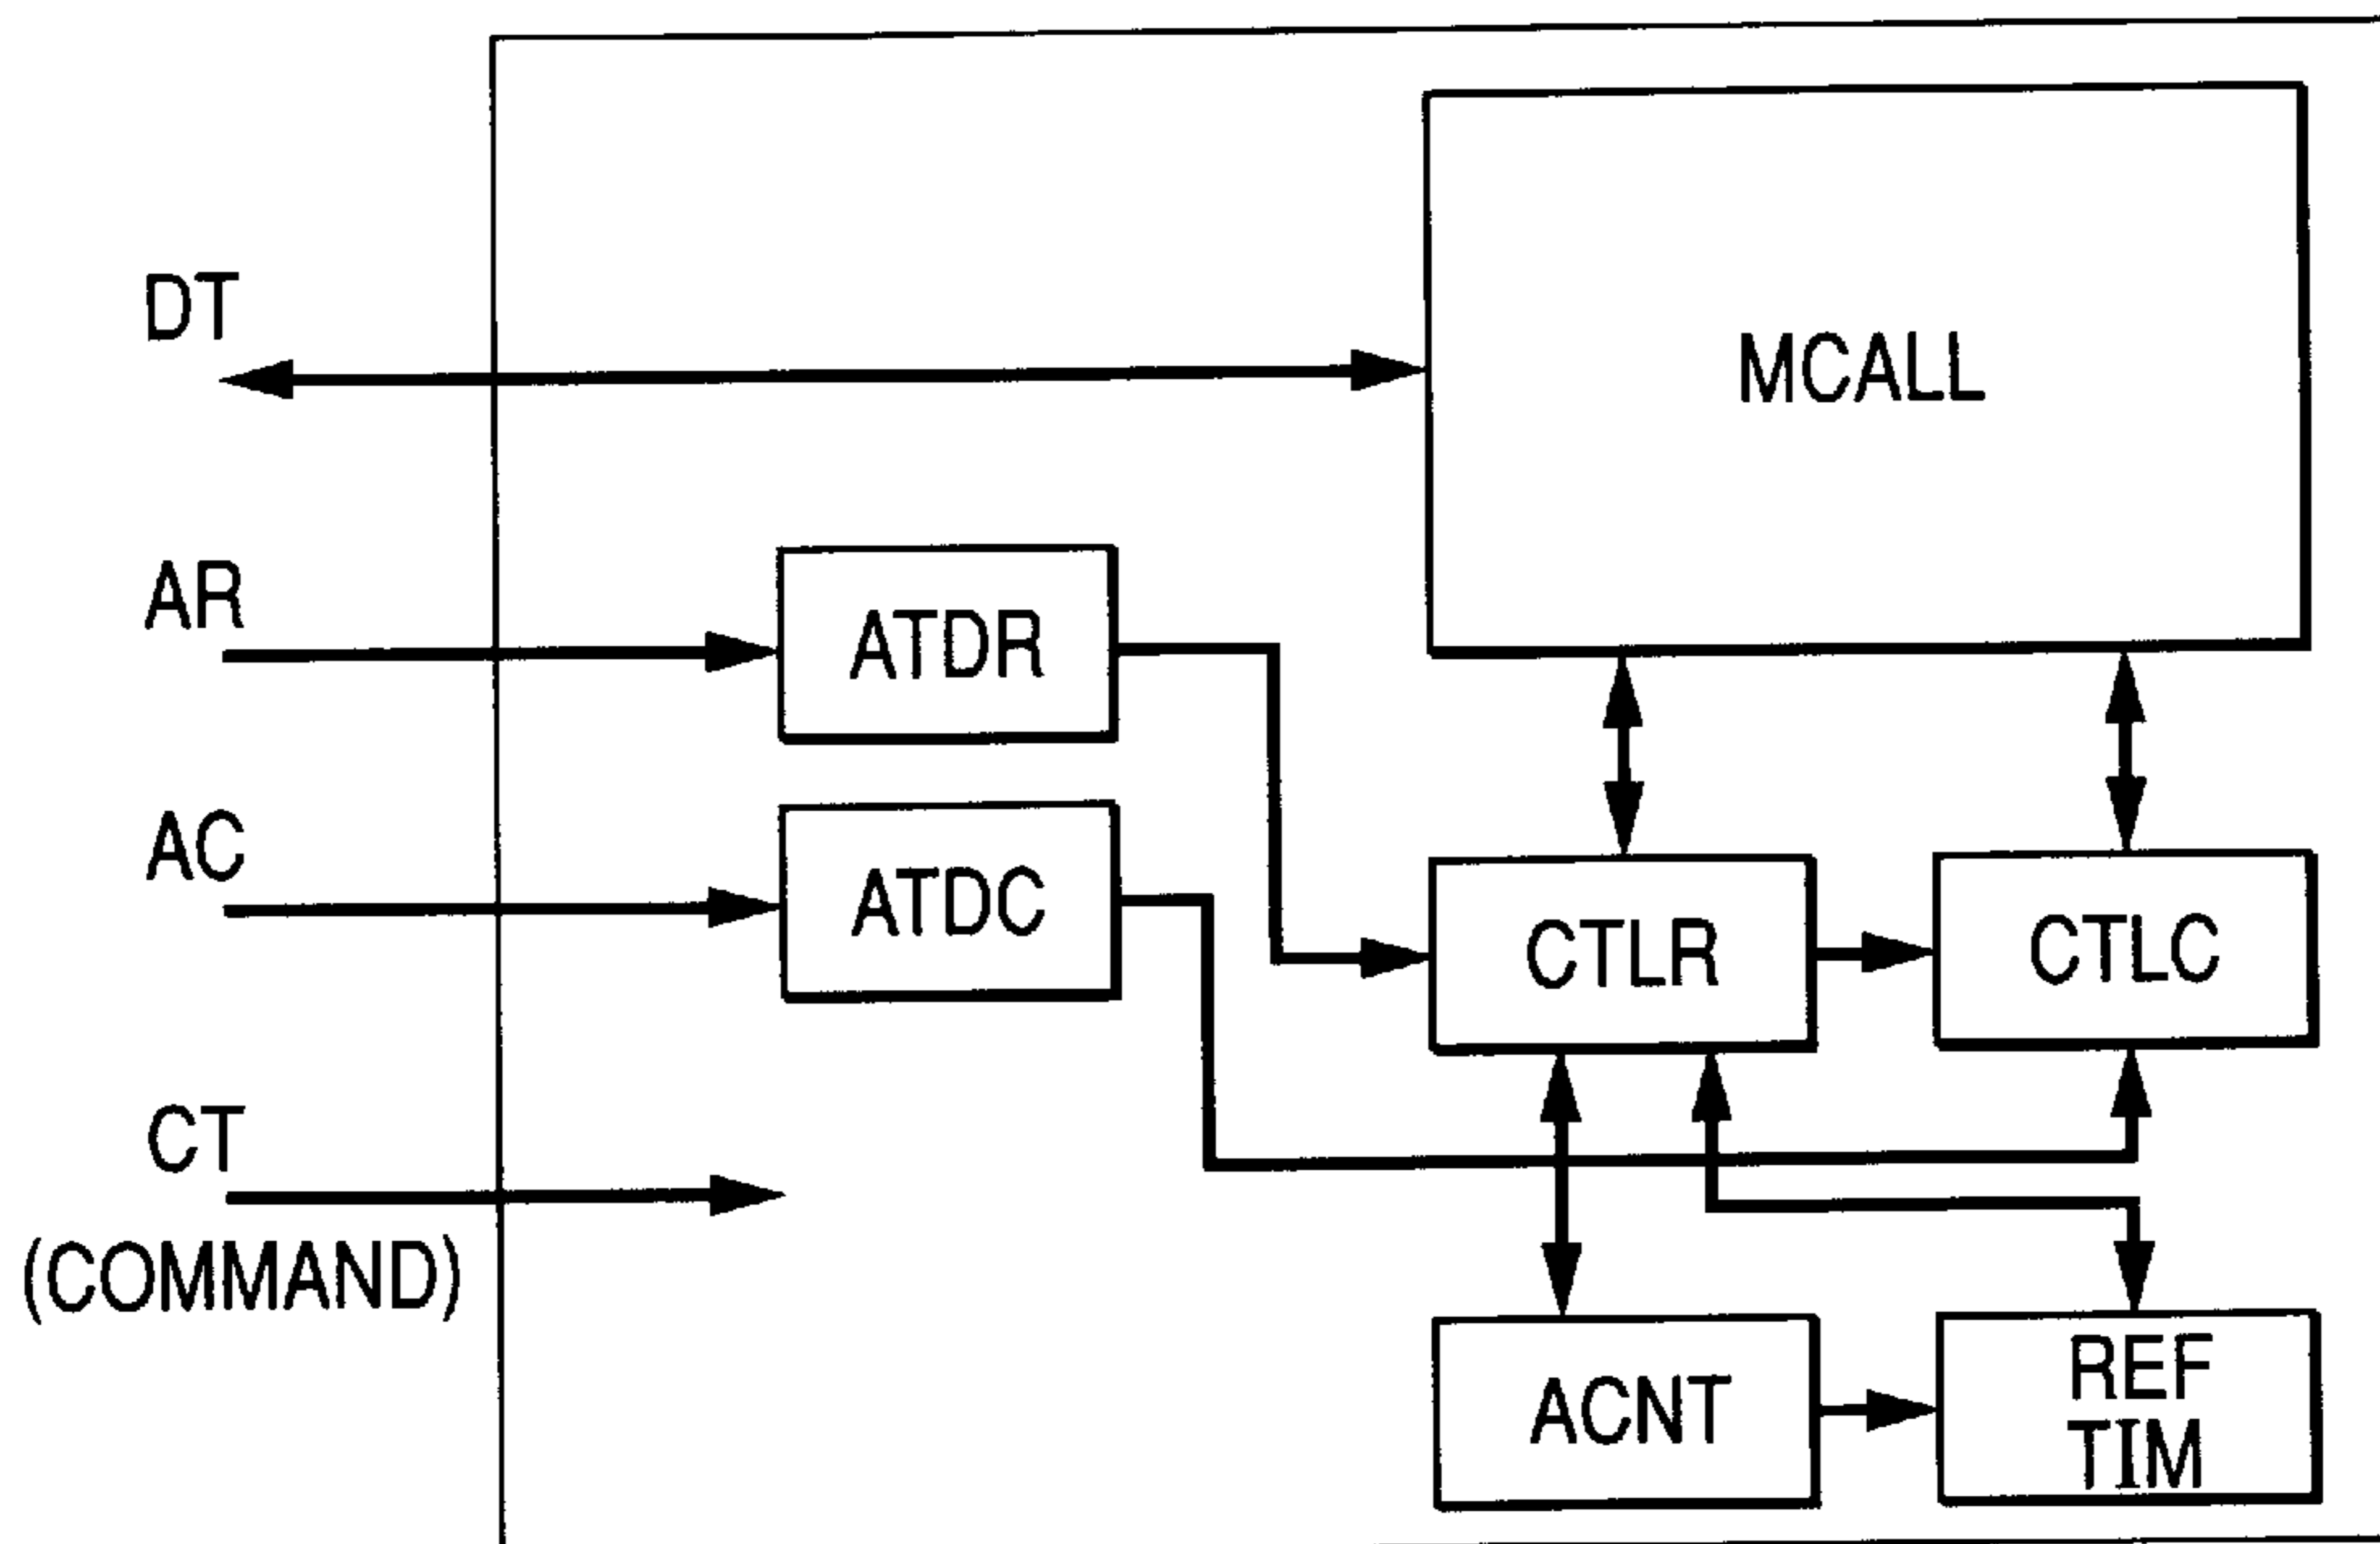 DT
MCALL
AR
ATDR
AC
ATDC
CTLR
CTLC
CT
(COMMAND)
ACNT
REF
TIM